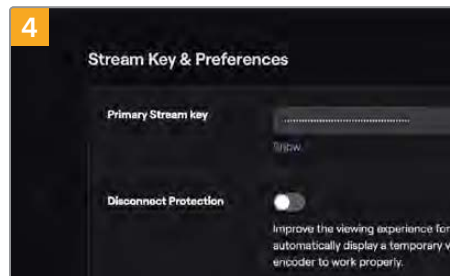 4
Stream Key & Preferences
Primary Stream key
Show
Disconnect Protection
Improve the viewing experience for
automatically display a temporary v
encoder to work properly.